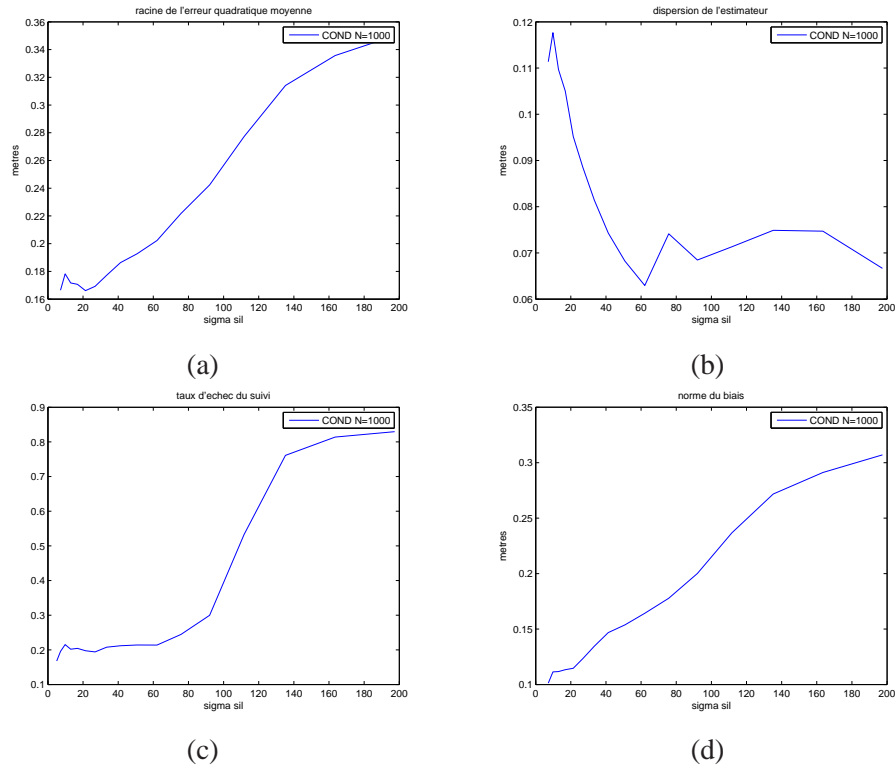 racine de l'erreur quadratique moyenne
COND N=1000
0.36
0.34
0.32
0.3
0.28
0.26
0.24
0.22
0.2
0.18
0.16
metres
0 20 40 60 80 100 120 140 160 180 200
sigma sil
(a)
dispersion de l'estimateur
COND N=1000
0.12
0.11
0.1
0.09
0.08
0.07
0.06
metres
0 20 40 60 80 100 120 140 160 180 200
sigma sil
(b)
taux d'echec du suivi
COND N=1000
0.9
0.8
0.7
0.6
0.5
0.4
0.3
0.2
0.1
0 20 40 60 80 100 120 140 160 180 200
sigma sil
(c)
norme du biais
COND N=1000
0.35
0.3
0.25
0.2
0.15
0.1
metres
0 20 40 60 80 100 120 140 160 180 200
sigma sil
(d)